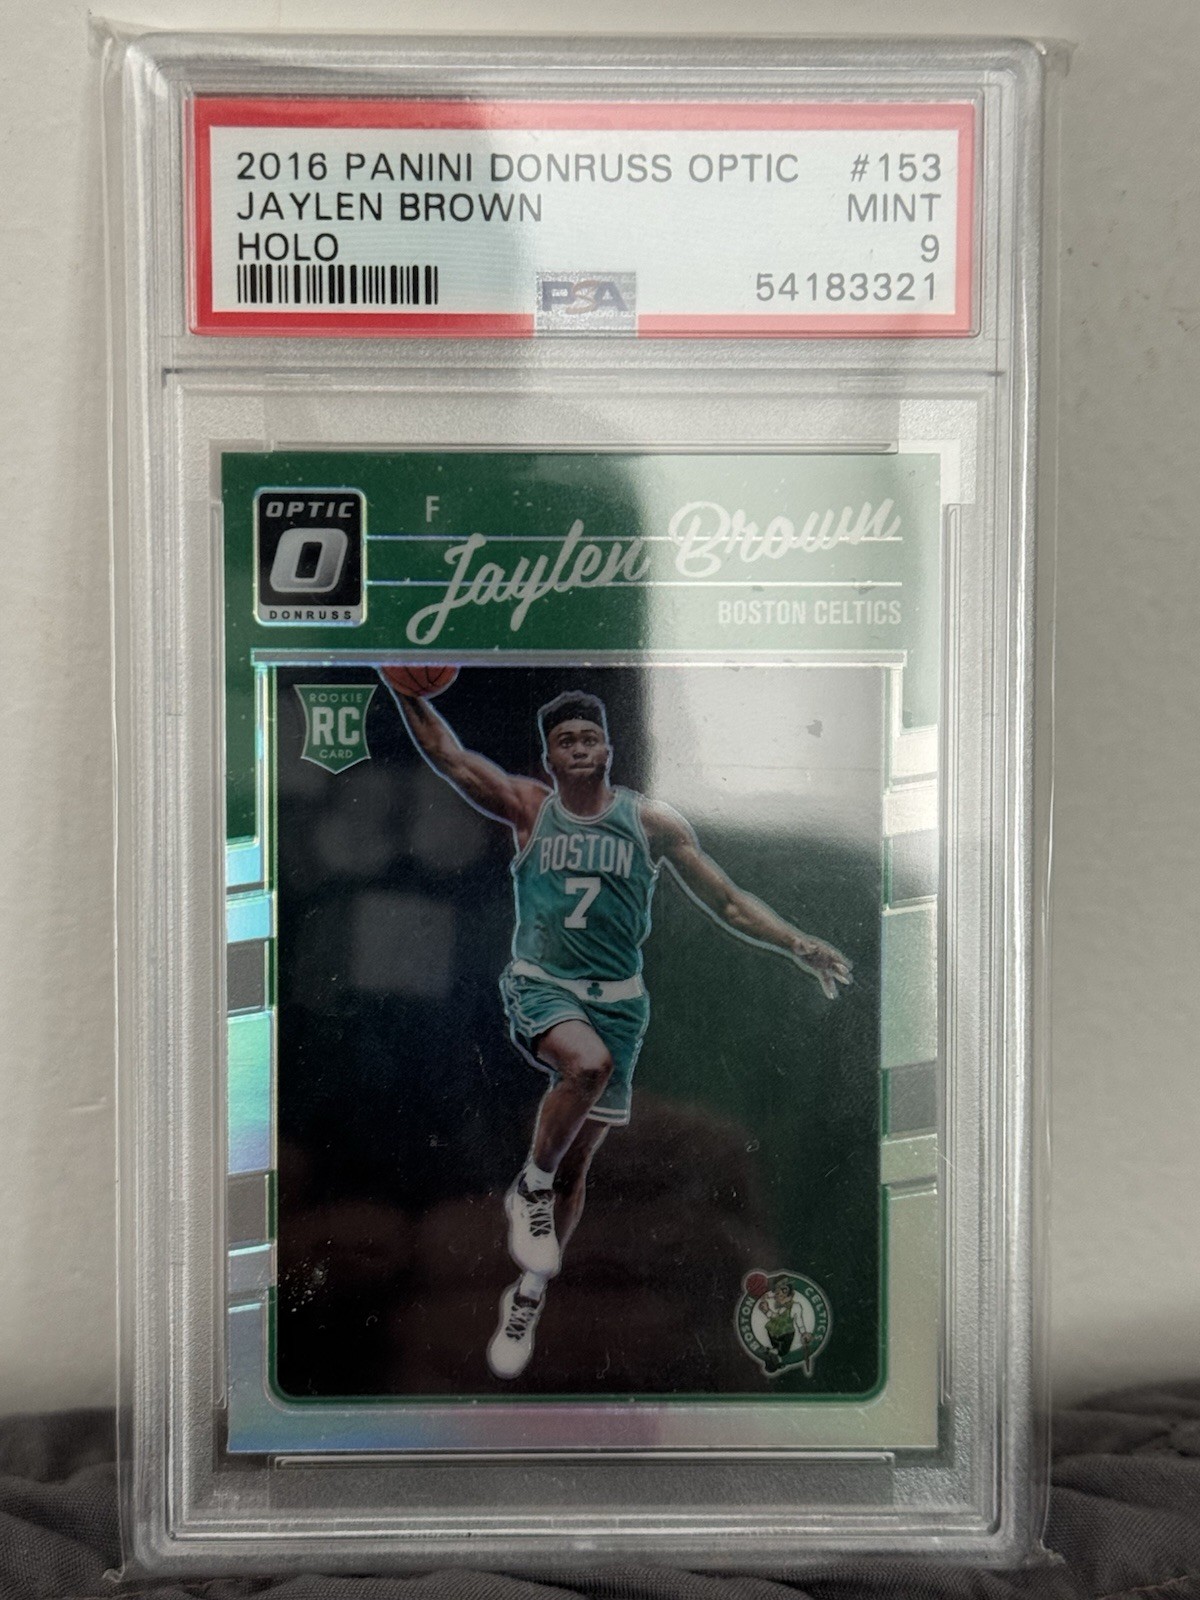 2016 PANINI DONRUSS OPTIC #153
JAYLEN BROWN MINT
HOLO 9
54183321
PSA
OPTIC
O
DONRUSS
F
Jaylen Brown
BOSTON CELTICS
ROOKIE
RC
CARD
BOSTON
7
BOSTON CELTICS